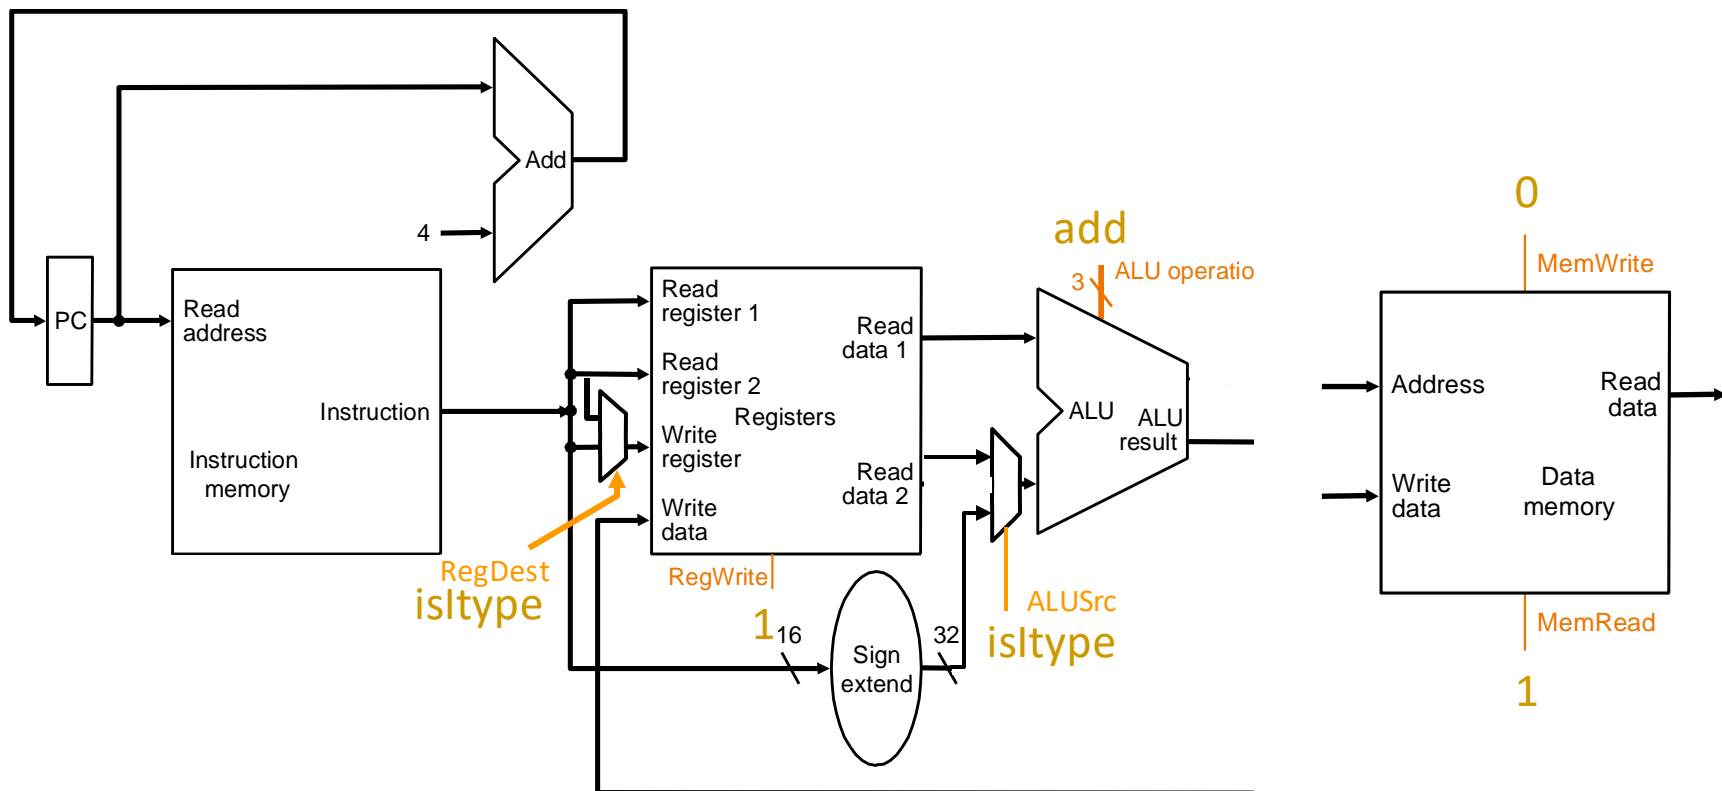 Add
4
PC
Read
address
Instruction
Instruction
memory
RegDest
isItype
Read
register 1
Read
register 2
Registers
Write
register
Write
data
Read
data 1
Read
data 2
RegWrite
1
16
Sign
extend
32
add
ALU operatio
3
ALU
ALU
result
ALUSrc
isItype
0
MemWrite
Address
Read
data
Write
data
Data
memory
MemRead
1